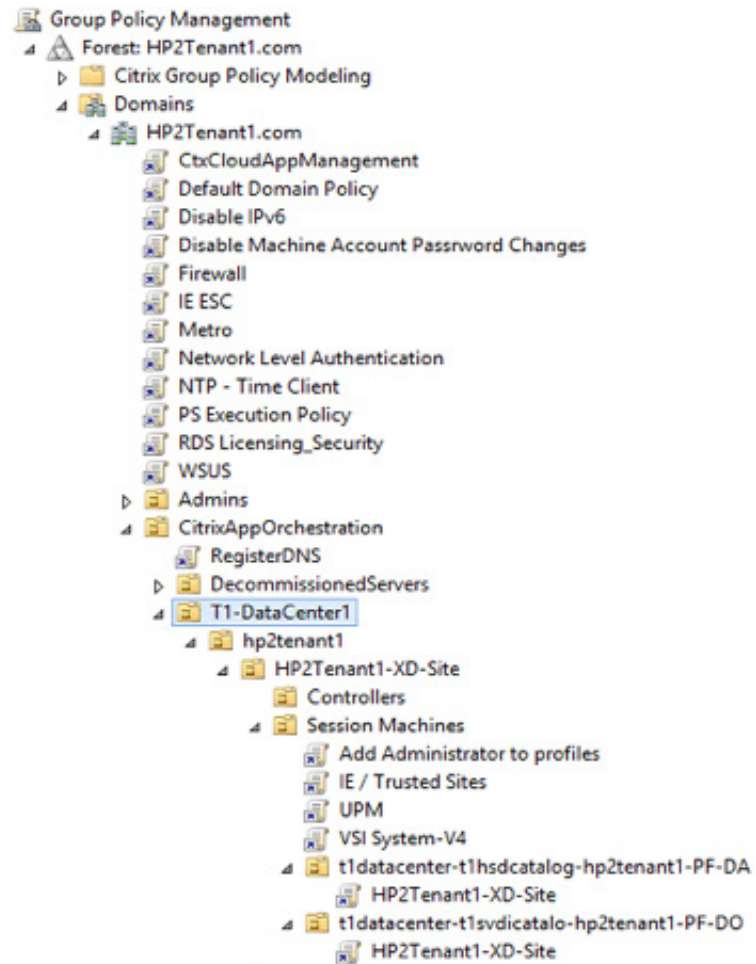 Group Policy Management
Forest: HP2Tenant1.com
Citrix Group Policy Modeling
Domains
HP2Tenant1.com
CtxCloudAppManagement
Default Domain Policy
Disable IPv6
Disable Machine Account Passrword Changes
Firewall
IE ESC
Metro
Network Level Authentication
NTP - Time Client
PS Execution Policy
RDS Licensing_Security
WSUS
Admins
CitrixAppOrchestration
RegisterDNS
DecommissionedServers
T1-DataCenter1
hp2tenant1
HP2Tenant1-XD-Site
Controllers
Session Machines
Add Administrator to profiles
IE / Trusted Sites
UPM
VSI System-V4
t1datacenter-t1hsdcatalog-hp2tenant1-PF-DA
HP2Tenant1-XD-Site
t1datacenter-t1svdicatalo-hp2tenant1-PF-DO
HP2Tenant1-XD-Site